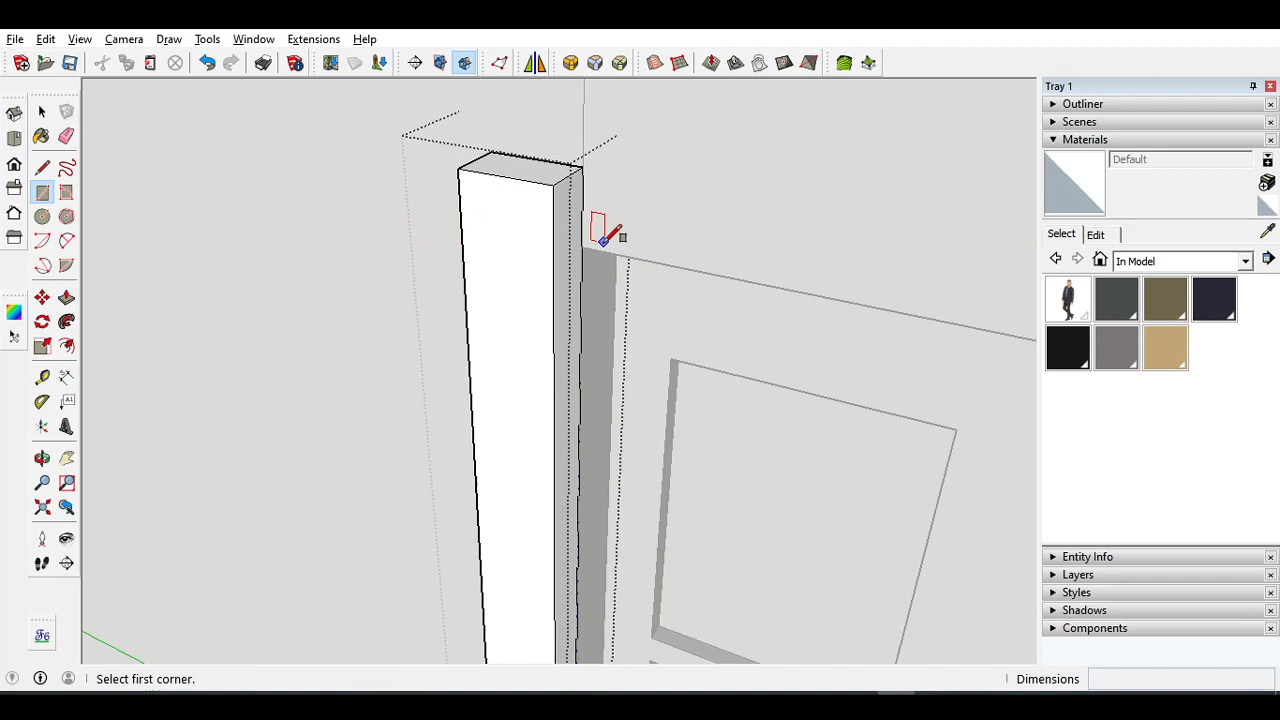 File Edit View Camera Draw Tools Window Extensions Help
Tray 1
Outliner
Scenes
Materials
Default
Select Edit
In Model
A1
Entity Info
Layers
Styles
Shadows
Components
Select first corner.
Dimensions